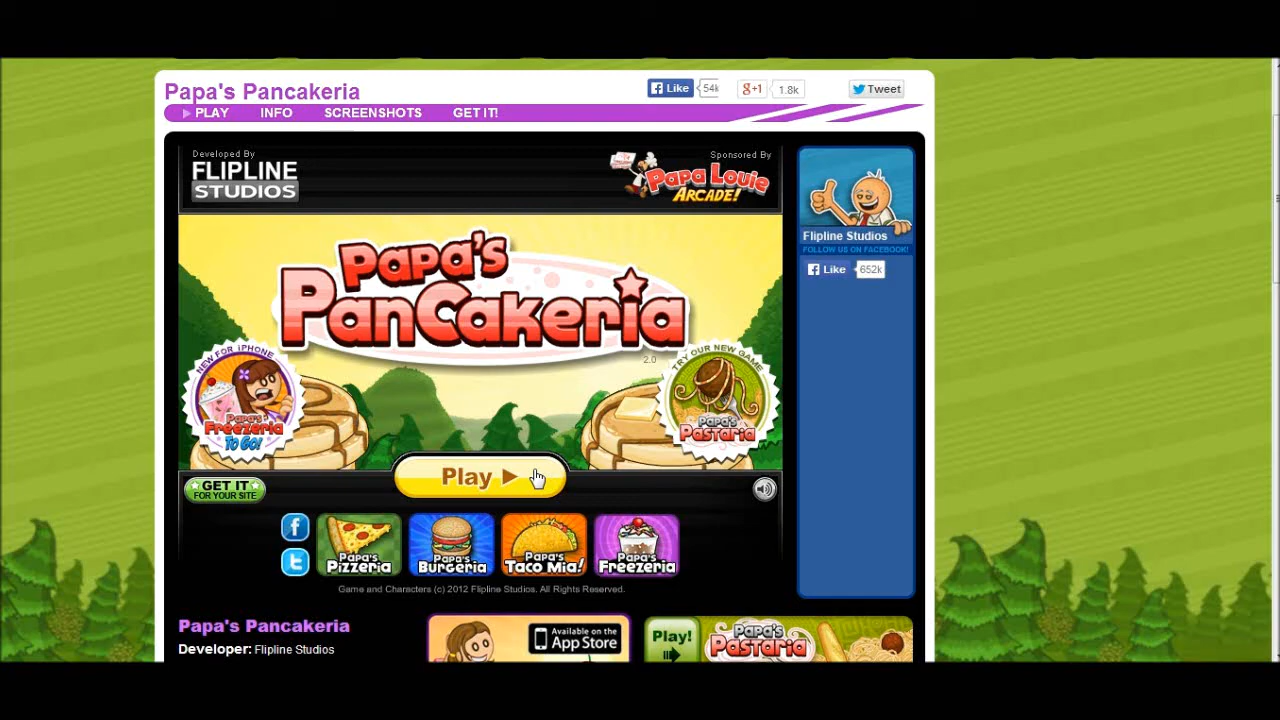 Papa's Pancakeria
Like 54k
g+1 1.8k
Tweet
PLAY INFO SCREENSHOTS GET IT!
Developed By
FLIPLINE
STUDIOS
Sponsored By
Papa Louie
ARCADE!
Papa's
PanCakeria
2.0
NEW FOR iPHONE
Papa's
Freezeria
TO GO!
TRY OUR NEW GAME
Papa's
Pastaria
Play
GET IT
FOR YOUR SITE
Papa's
Pizzeria
Papa's
Burgeria
Papa's
Taco Mia!
Papa's
Freezeria
Game and Characters (c) 2012 Flipline Studios. All Rights Reserved.
Flipline Studios
FOLLOW US ON FACEBOOK!
Like 652k
Papa's Pancakeria
Developer: Flipline Studios
Available on the
App Store
Play!
Papa's
Pastaria